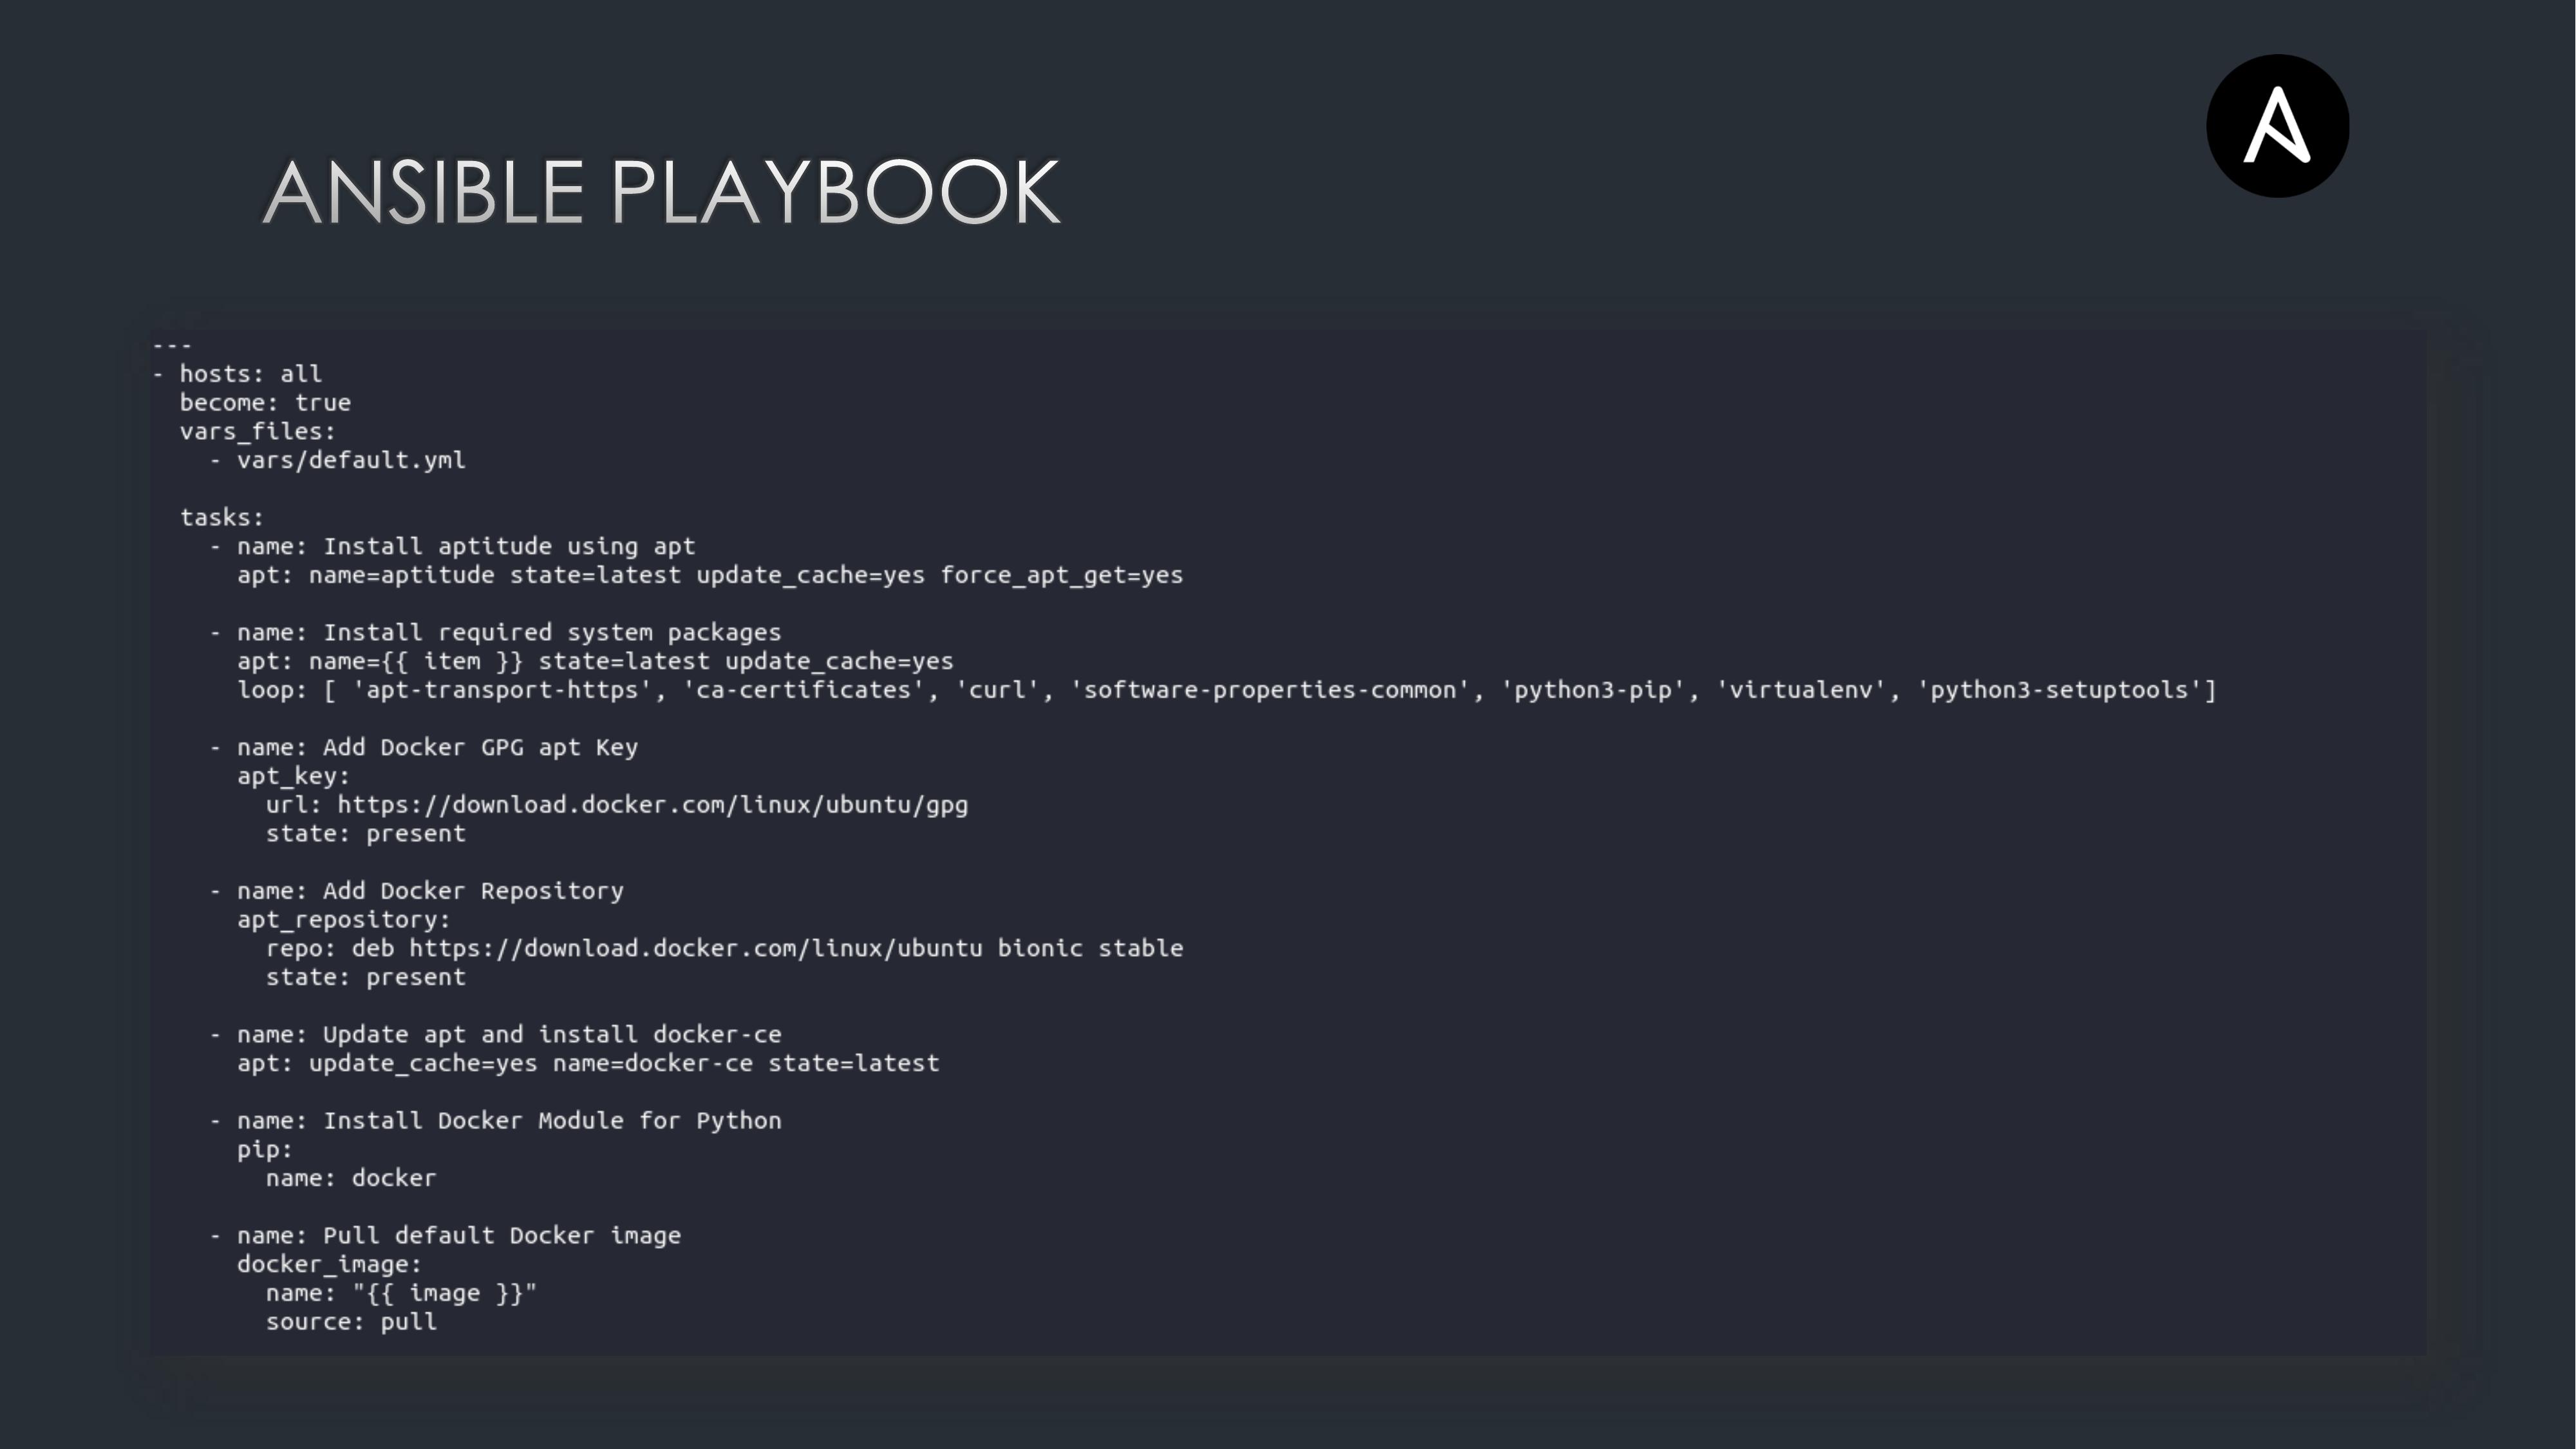 ANSIBLE PLAYBOOK
---
- hosts: all
  become: true
  vars_files:
    - vars/default.yml

  tasks:
    - name: Install aptitude using apt
      apt: name=aptitude state=latest update_cache=yes force_apt_get=yes

    - name: Install required system packages
      apt: name={{ item }} state=latest update_cache=yes
      loop: [ 'apt-transport-https', 'ca-certificates', 'curl', 'software-properties-common', 'python3-pip', 'virtualenv', 'python3-setuptools']

    - name: Add Docker GPG apt Key
      apt_key:
        url: https://download.docker.com/linux/ubuntu/gpg
        state: present

    - name: Add Docker Repository
      apt_repository:
        repo: deb https://download.docker.com/linux/ubuntu bionic stable
        state: present

    - name: Update apt and install docker-ce
      apt: update_cache=yes name=docker-ce state=latest

    - name: Install Docker Module for Python
      pip:
        name: docker

    - name: Pull default Docker image
      docker_image:
        name: "{{ image }}"
        source: pull